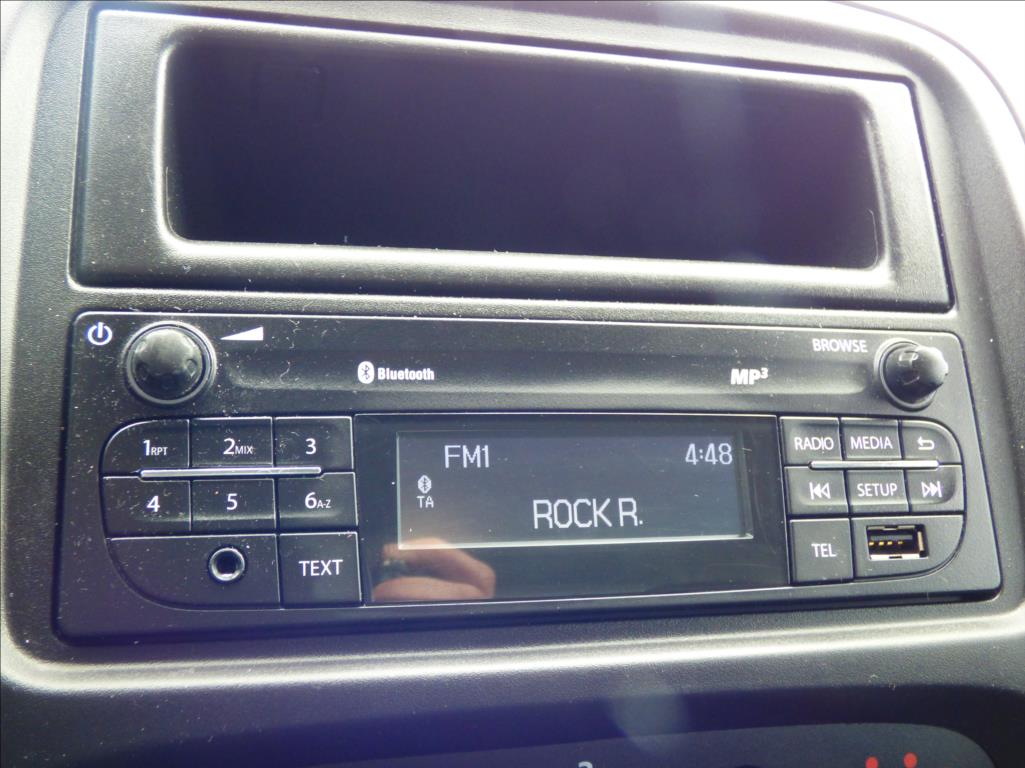 BROWSE
Bluetooth
MP3
1RPT 2MIX 3
4 5 6A-Z
TEXT
FM1 4:48
TA
ROCK R.
RADIO MEDIA
SETUP
TEL